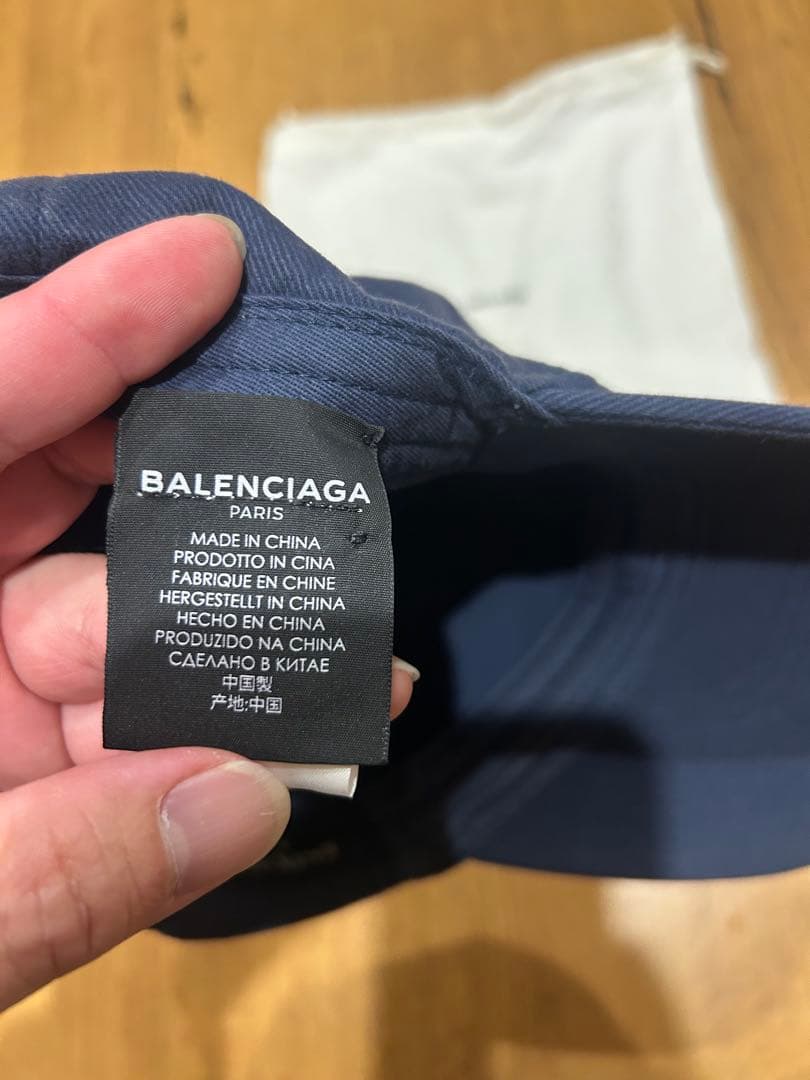 BALENCIAGA
PARIS
MADE IN CHINA
PRODOTTO IN CINA
FABRIQUE EN CHINE
HERGESTELLT IN CHINA
HECHO EN CHINA
PRODUZIDO NA CHINA
СДЕЛАНО В КИТАЕ
中国製
产地:中国